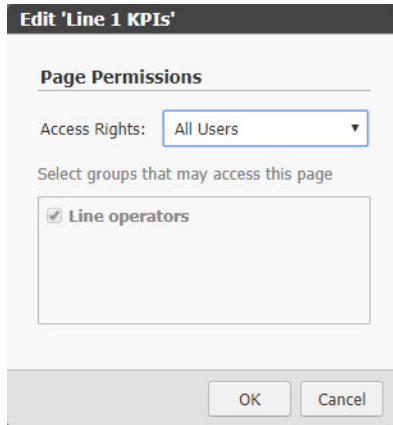 Edit 'Line 1 KPIs'
Page Permissions
Access Rights: All Users
Select groups that may access this page
Line operators
OK Cancel